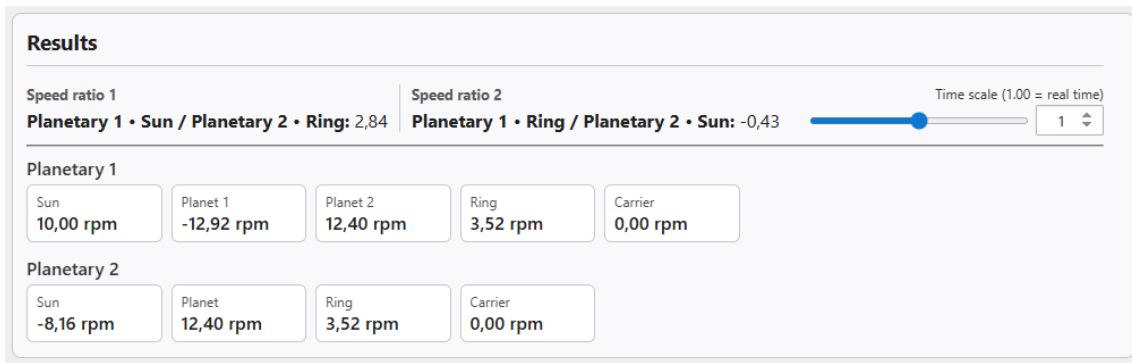 Results
Speed ratio 1
Planetary 1 • Sun / Planetary 2 • Ring: 2,84
Speed ratio 2
Planetary 1 • Ring / Planetary 2 • Sun: -0,43
Time scale (1.00 = real time)
1
Planetary 1
Sun
10,00 rpm
Planet 1
-12,92 rpm
Planet 2
12,40 rpm
Ring
3,52 rpm
Carrier
0,00 rpm
Planetary 2
Sun
-8,16 rpm
Planet
12,40 rpm
Ring
3,52 rpm
Carrier
0,00 rpm